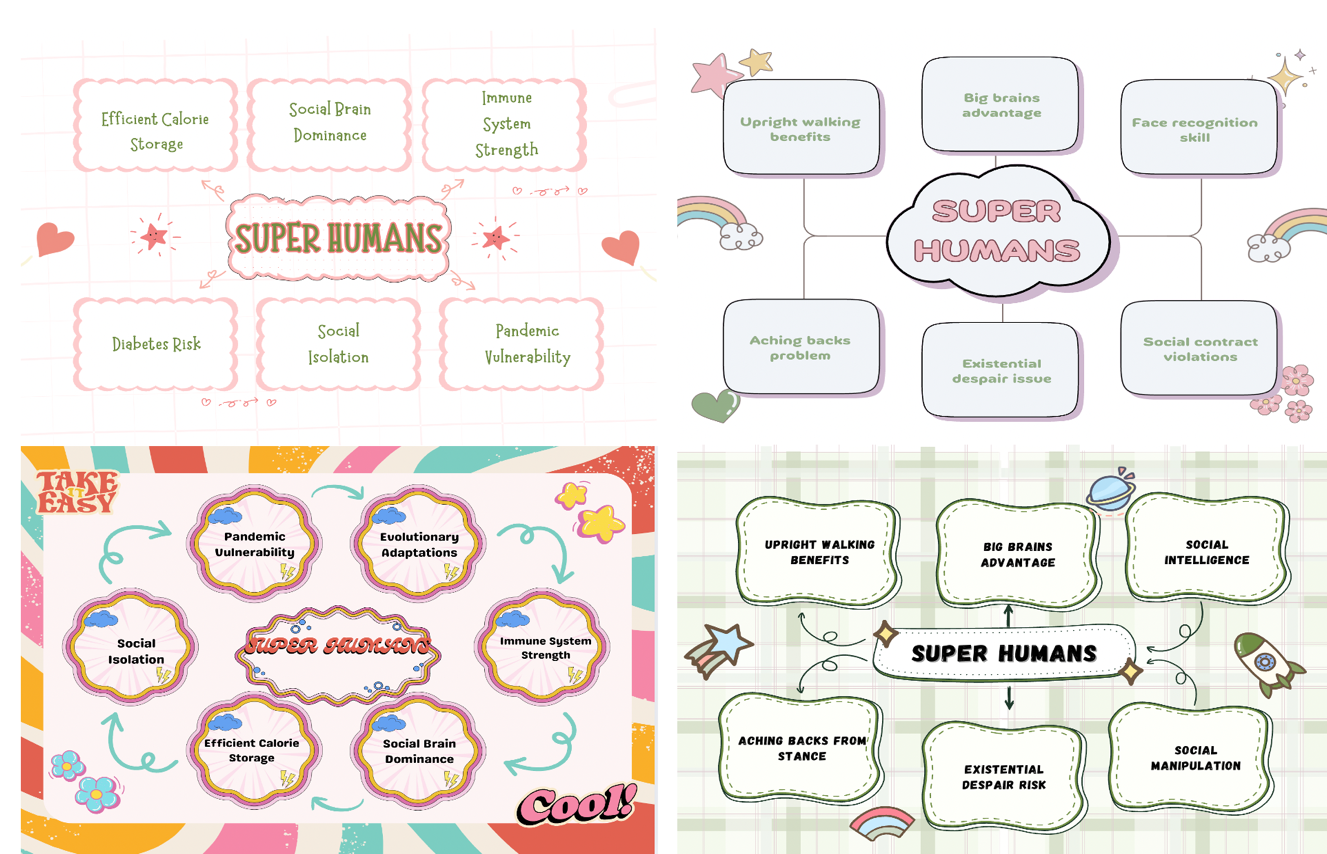 Efficient Calorie
Storage
Social Brain
Dominance
Immune
System
Strength
SUPER HUMANS
Diabetes Risk
Social
Isolation
Pandemic
Vulnerability
Upright walking
benefits
Big brains
advantage
Face recognition
skill
SUPER
HUMANS
Aching backs
problem
Existential
despair issue
Social contract
violations
TAKE
IT
EASY
Pandemic
Vulnerability
Evolutionary
Adaptations
Social
Isolation
SUPER HUMANS
Immune System
Strength
Efficient Calorie
Storage
Social Brain
Dominance
Cool!
UPRIGHT WALKING
BENEFITS
BIG BRAINS
ADVANTAGE
SOCIAL
INTELLIGENCE
SUPER HUMANS
ACHING BACKS FROM
STANCE
EXISTENTIAL
DESPAIR RISK
SOCIAL
MANIPULATION